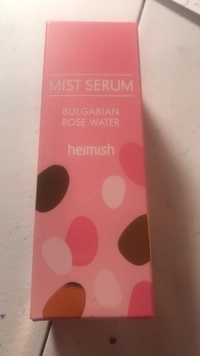 MIST SERUM
BULGARIAN
ROSE WATER
heimish